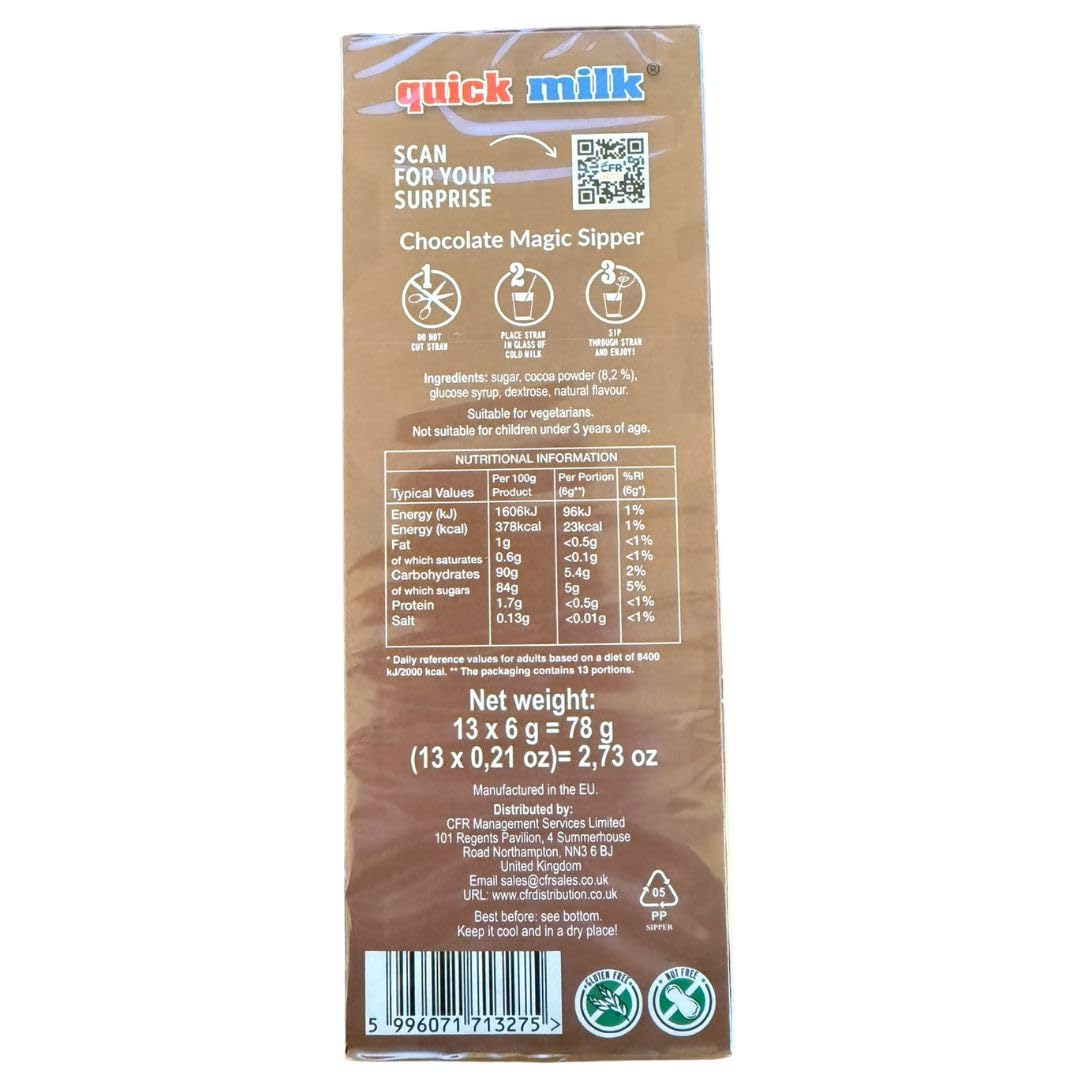 quick milk®
SCAN
FOR YOUR
SURPRISE
CFR
Chocolate Magic Sipper
1
DO NOT
CUT STRAW
2
PLACE STRAW
IN GLASS OF
COLD MILK
3
SIP
THROUGH STRAW
AND ENJOY!
Ingredients: sugar, cocoa powder (8,2 %),
glucose syrup, dextrose, natural flavour.
Suitable for vegetarians.
Not suitable for children under 3 years of age.
NUTRITIONAL INFORMATION
Typical Values Per 100g Product Per Portion (6g**) %RI (6g*)
Energy (kJ) 1606kJ 96kJ 1%
Energy (kcal) 378kcal 23kcal 1%
Fat 1g <0.5g <1%
of which saturates 0.6g <0.1g <1%
Carbohydrates 90g 5.4g 2%
of which sugars 84g 5g 5%
Protein 1.7g <0.5g <1%
Salt 0.13g <0.01g <1%
* Daily reference values for adults based on a diet of 8400
kJ/2000 kcal. ** The packaging contains 13 portions.
Net weight:
13 x 6 g = 78 g
(13 x 0,21 oz)= 2,73 oz
Manufactured in the EU.
Distributed by:
CFR Management Services Limited
101 Regents Pavilion, 4 Summerhouse
Road Northampton, NN3 6 BJ
United Kingdom
Email sales@cfrsales.co.uk
URL: www.cfrdistribution.co.uk
Best before: see bottom.
Keep it cool and in a dry place!
05
PP
SIPPER
5 996071 713275 >
GLUTEN FREE
NUT FREE